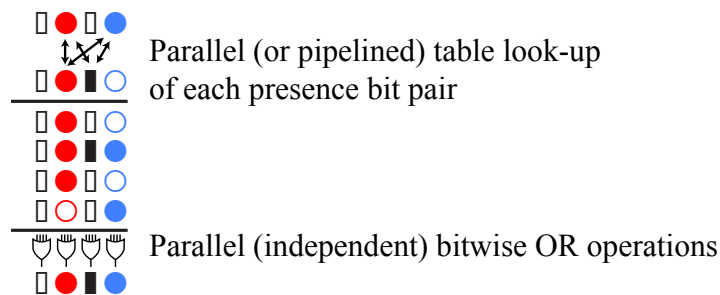 Parallel (or pipelined) table look-up
of each presence bit pair
Parallel (independent) bitwise OR operations